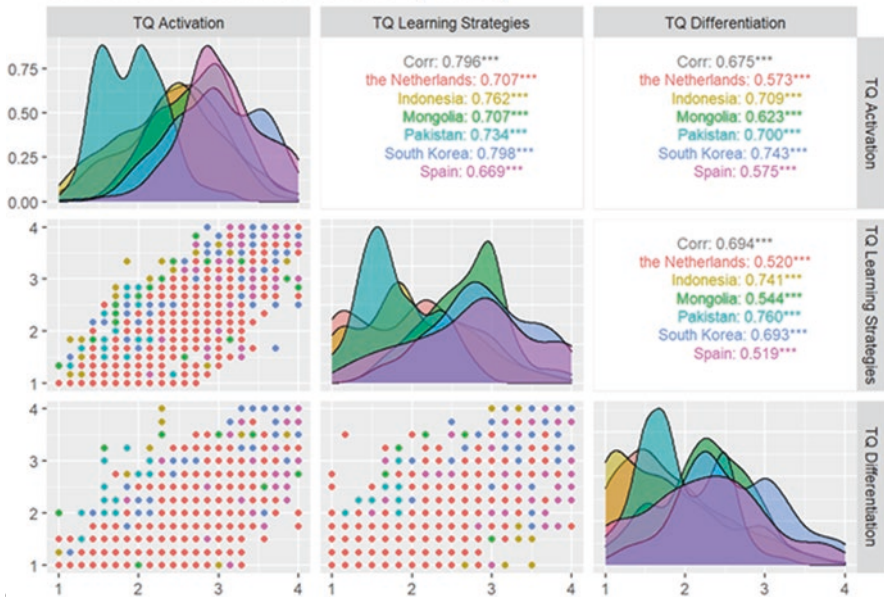 TQ Activation
TQ Learning Strategies
TQ Differentiation
0.75
0.50
0.25
0.00
Corr: 0.796***
the Netherlands: 0.707***
Indonesia: 0.762***
Mongolia: 0.707***
Pakistan: 0.734***
South Korea: 0.798***
Spain: 0.669***
Corr: 0.675***
the Netherlands: 0.573***
Indonesia: 0.709***
Mongolia: 0.623***
Pakistan: 0.700***
South Korea: 0.743***
Spain: 0.575***
TQ Activation
4
3
2
1
Corr: 0.694***
the Netherlands: 0.520***
Indonesia: 0.741***
Mongolia: 0.544***
Pakistan: 0.760***
South Korea: 0.693***
Spain: 0.519***
TQ Learning Strategies
4
3
2
1
TQ Differentiation
1 2 3 4
1 2 3 4
1 2 3 4